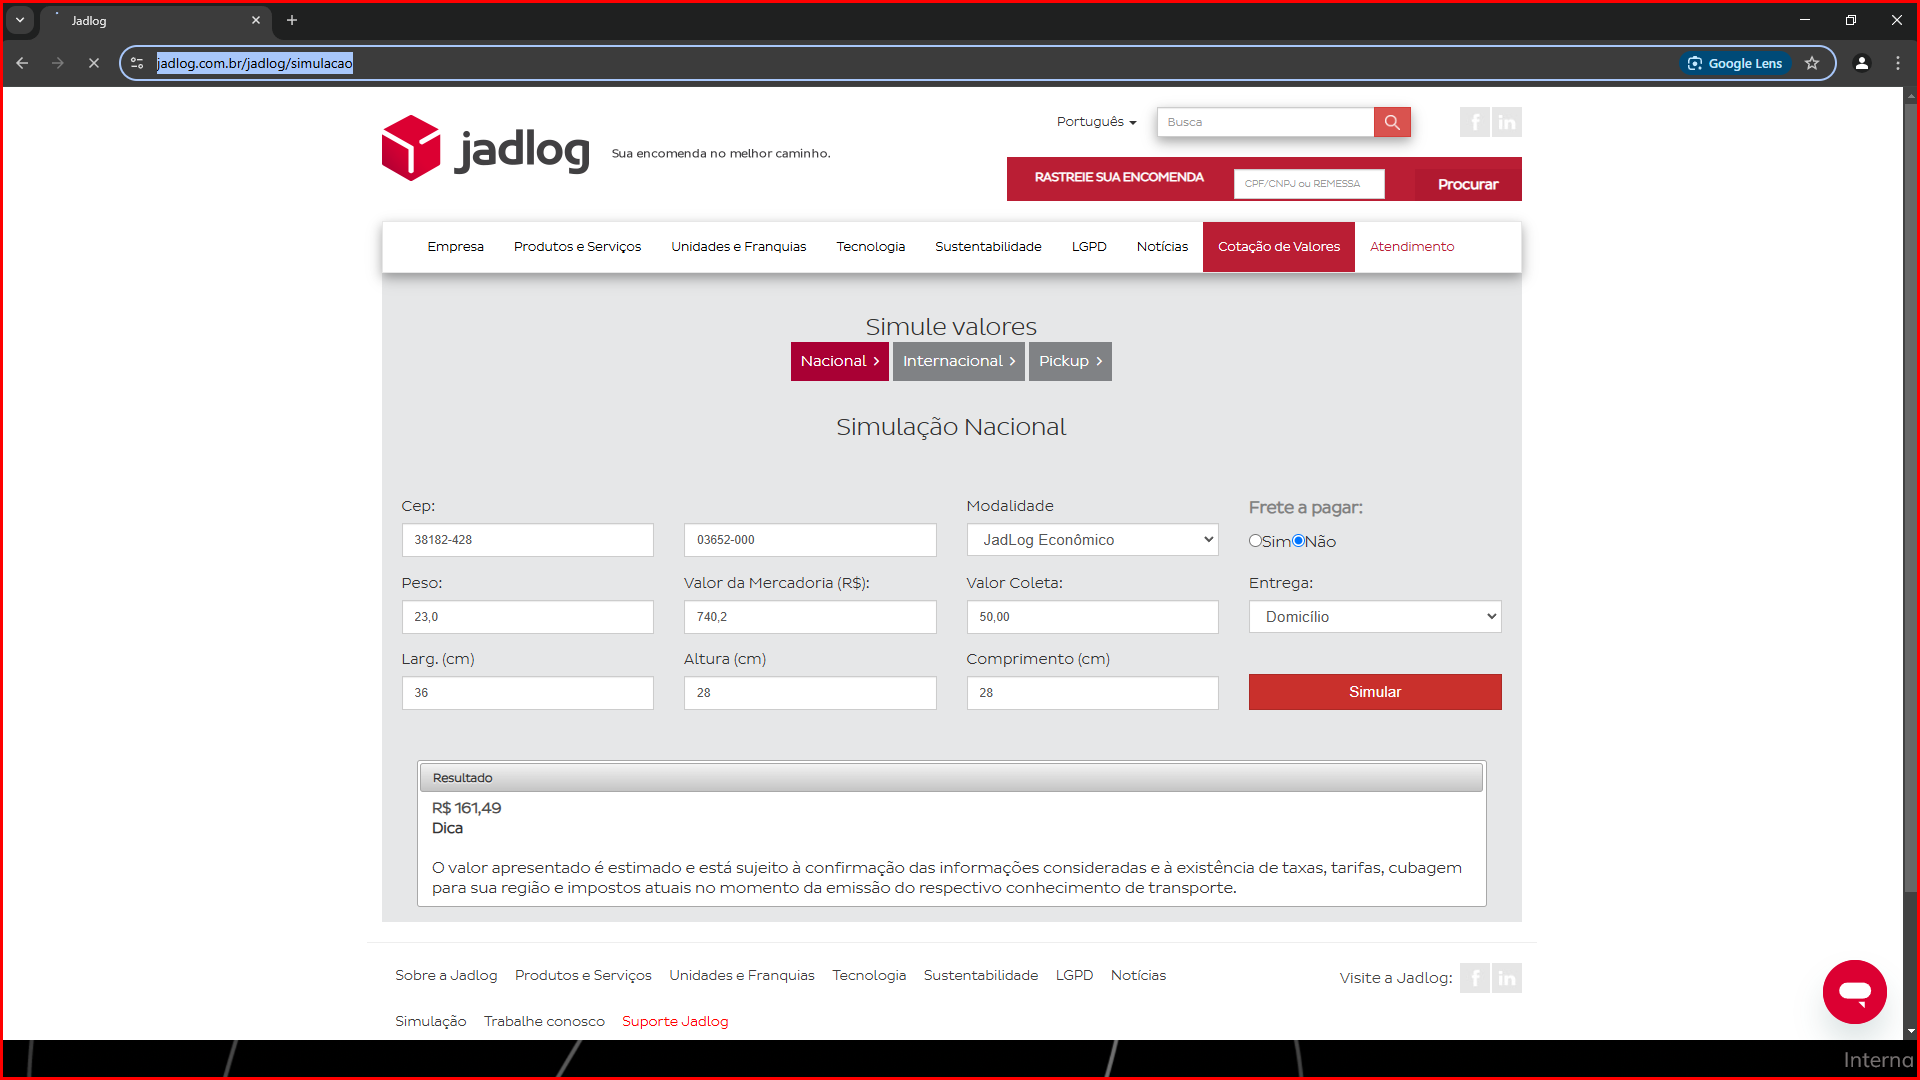 Jadlog
jadlog.com.br/jadlog/simulacao
Google Lens
jadlog
Sua encomenda no melhor caminho.
Português
Busca
RASTREIE SUA ENCOMENDA
CPF/CNPJ ou REMESSA
Procurar
Empresa
Produtos e Serviços
Unidades e Franquias
Tecnologia
Sustentabilidade
LGPD
Notícias
Cotação de Valores
Atendimento
Simule valores
Nacional
Internacional
Pickup
Simulação Nacional
Cep:
Modalidade
Frete a pagar:
38182-428
03652-000
JadLog Econômico
Sim Não
Peso:
Valor da Mercadoria (R$):
Valor Coleta:
Entrega:
23,0
740,2
50,00
Domicílio
Larg. (cm)
Altura (cm)
Comprimento (cm)
36
28
28
Simular
Resultado
R$ 161,49
Dica
O valor apresentado é estimado e está sujeito à confirmação das informações consideradas e à existência de taxas, tarifas, cubagem
para sua região e impostos atuais no momento da emissão do respectivo conhecimento de transporte.
Sobre a Jadlog
Produtos e Serviços
Unidades e Franquias
Tecnologia
Sustentabilidade
LGPD
Notícias
Visite a Jadlog:
Simulação
Trabalhe conosco
Suporte Jadlog
Interna